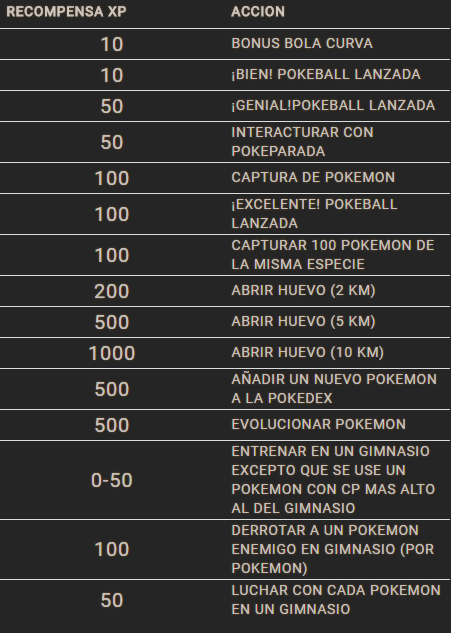 RECOMPENSA XP ACCION
10 BONUS BOLA CURVA
10 ¡BIEN! POKEBALL LANZADA
50 ¡GENIAL!POKEBALL LANZADA
50 INTERACTURAR CON
POKEPARADA
100 CAPTURA DE POKEMON
100 ¡EXCELENTE! POKEBALL
LANZADA
100 CAPTURAR 100 POKEMON DE
LA MISMA ESPECIE
200 ABRIR HUEVO (2 KM)
500 ABRIR HUEVO (5 KM)
1000 ABRIR HUEVO (10 KM)
500 AÑADIR UN NUEVO POKEMON
A LA POKEDEX
500 EVOLUCIONAR POKEMON
0-50 ENTRENAR EN UN GIMNASIO
EXCEPTO QUE SE USE UN
POKEMON CON CP MAS ALTO
AL DEL GIMNASIO
100 DERROTAR A UN POKEMON
ENEMIGO EN GIMNASIO (POR
POKEMON)
50 LUCHAR CON CADA POKEMON
EN UN GIMNASIO